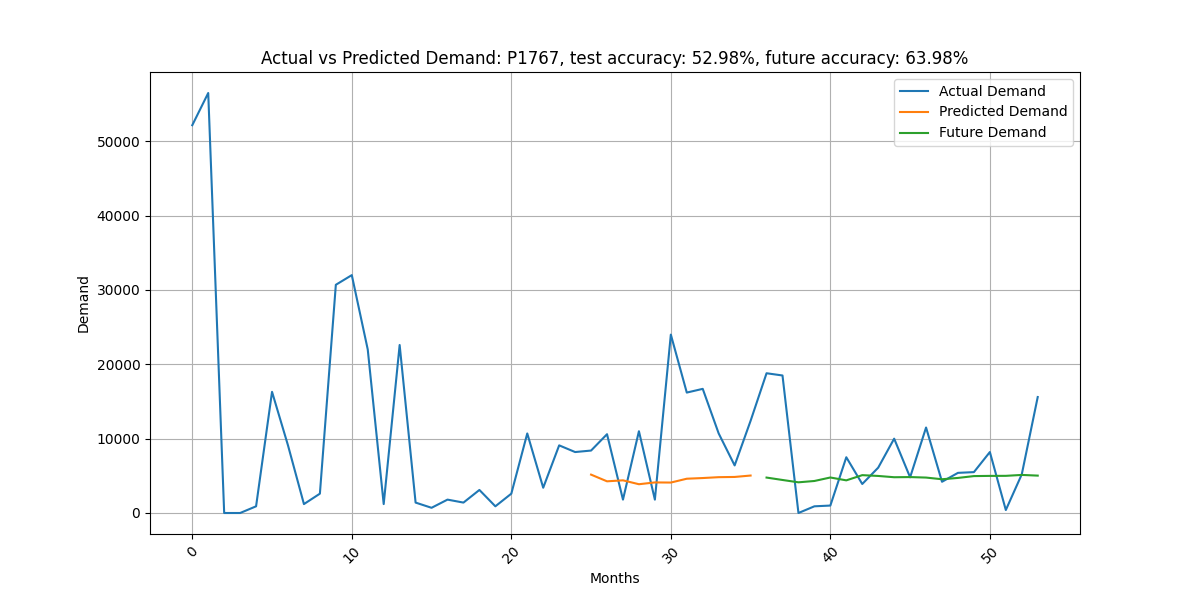 Actual vs Predicted Demand: P1767, test accuracy: 52.98%, future accuracy: 63.98%
Actual Demand
Predicted Demand
Future Demand
50000
40000
30000
20000
10000
0
Demand
0
10
20
30
40
50
Months